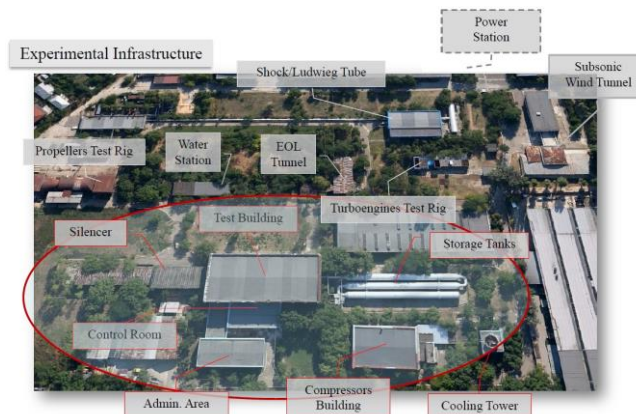 Experimental Infrastructure
Power
Station
Shock/Ludwieg Tube
Subsonic
Wind Tunnel
Propellers Test Rig
Water
Station
EOL
Tunnel
Test Building
Turboengines Test Rig
Silencer
Storage Tanks
Control Room
Admin. Area
Compressors
Building
Cooling Tower